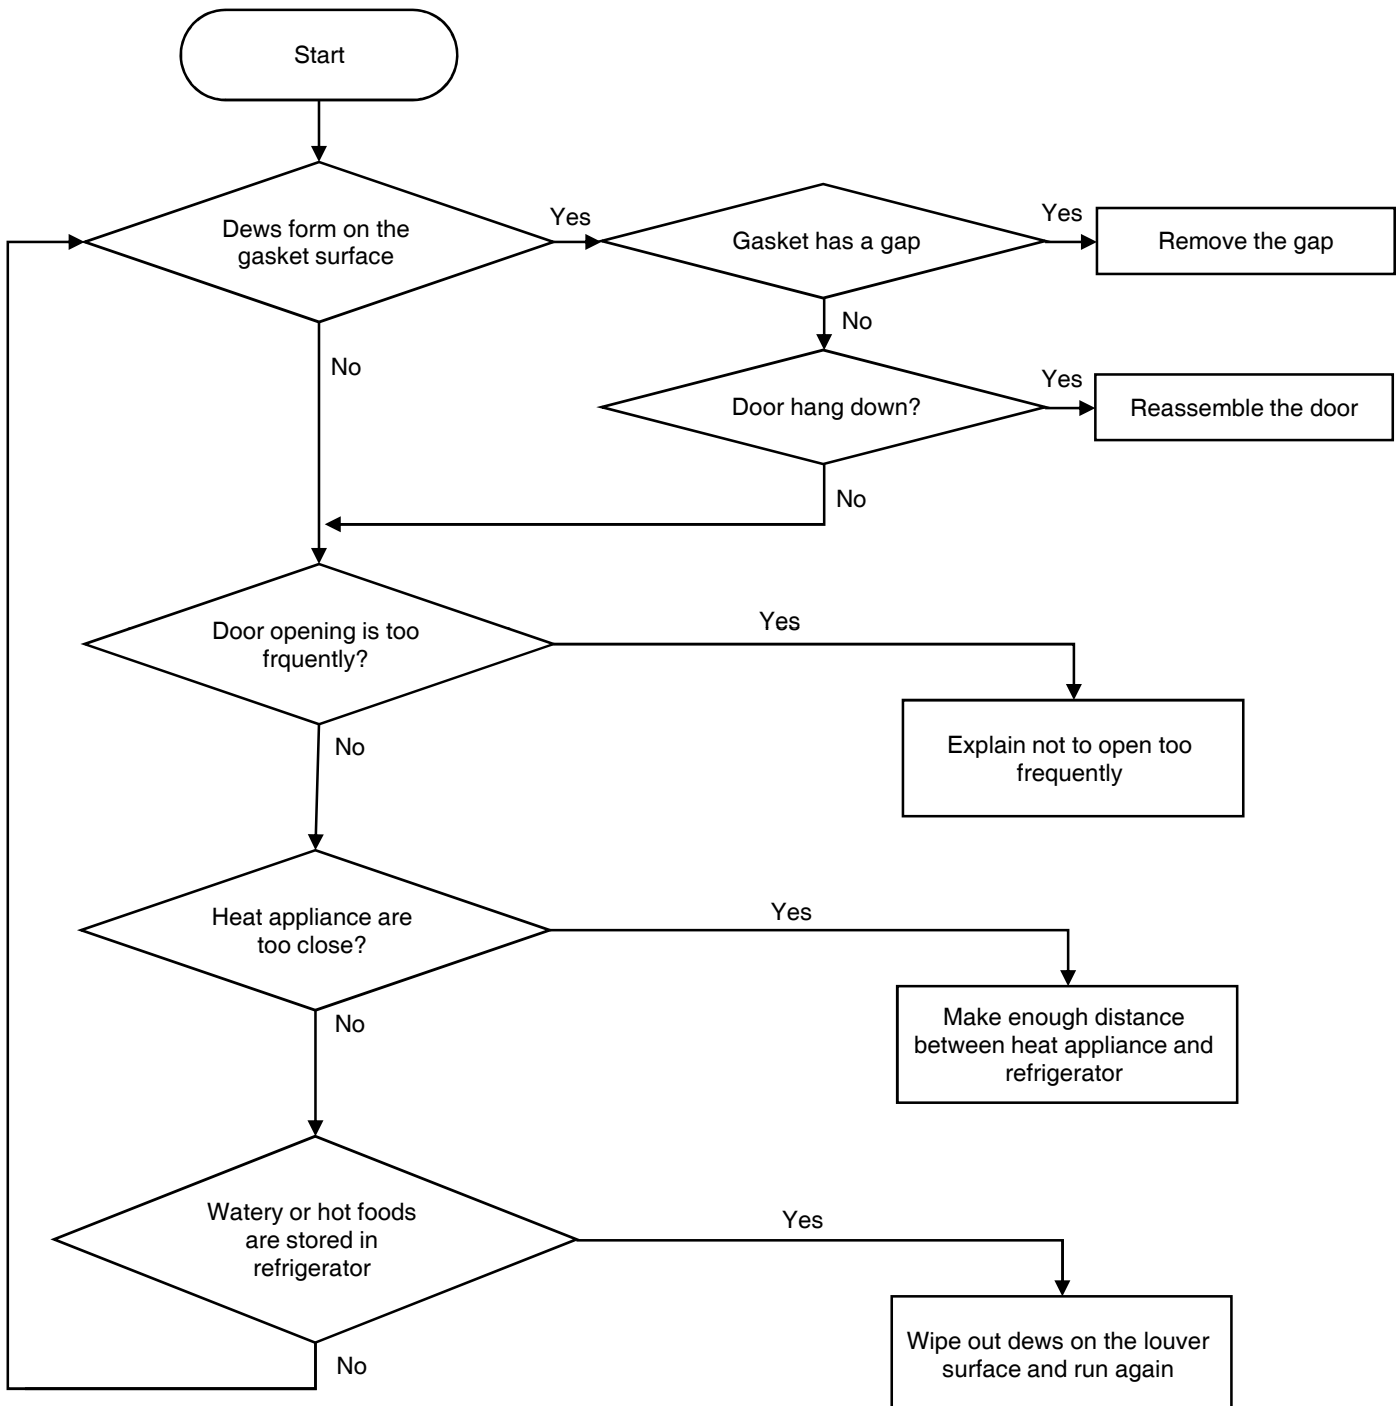 Start
Dews form on the
gasket surface
Yes
Gasket has a gap
Yes
Remove the gap
No
No
Door hang down?
Yes
Reassemble the door
No
Door opening is too
frquently?
Yes
Explain not to open too
frequently
No
Heat appliance are
too close?
Yes
Make enough distance
between heat appliance and
refrigerator
No
Watery or hot foods
are stored in
refrigerator
Yes
Wipe out dews on the louver
surface and run again
No